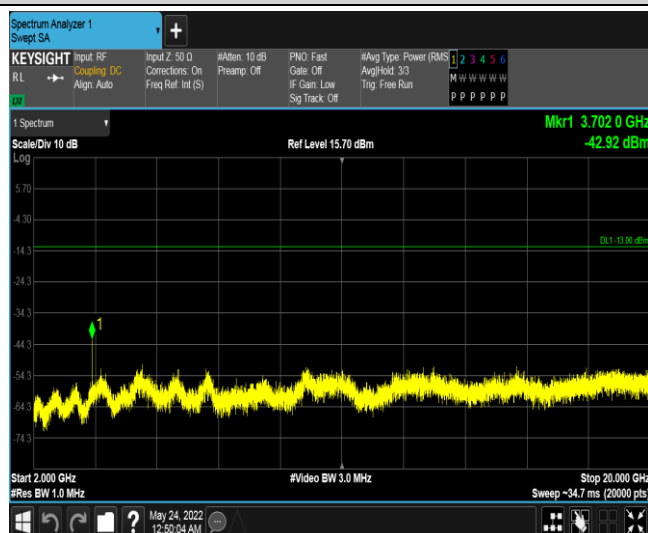 Spectrum Analyzer 1
Swept SA
+
KEYSIGHT
RL
Input: RF
Coupling: DC
Align: Auto
Input Z: 50 Ω
Corrections: On
Freq Ref: Int (S)
#Atten: 10 dB
Preamp: Off
PNO: Fast
Gate: Off
IF Gain: Low
Sig Track: Off
#Avg Type: Power (RMS
Avg|Hold: 3/3
Trig: Free Run
1 2 3 4 5 6
M W W W W W
P P P P P P
1 Spectrum
Mkr1 3.702 0 GHz
Scale/Div 10 dB
Ref Level 15.70 dBm
-42.92 dBm
Log
5.70
-4.30
DL1 -13.00 dBm
-14.3
-24.3
-34.3
1
-44.3
-54.3
-64.3
-74.3
Start 2.000 GHz
#Video BW 3.0 MHz
Stop 20.000 GHz
#Res BW 1.0 MHz
Sweep ~34.7 ms (20000 pts)
?
May 24, 2022
12:50:04 AM